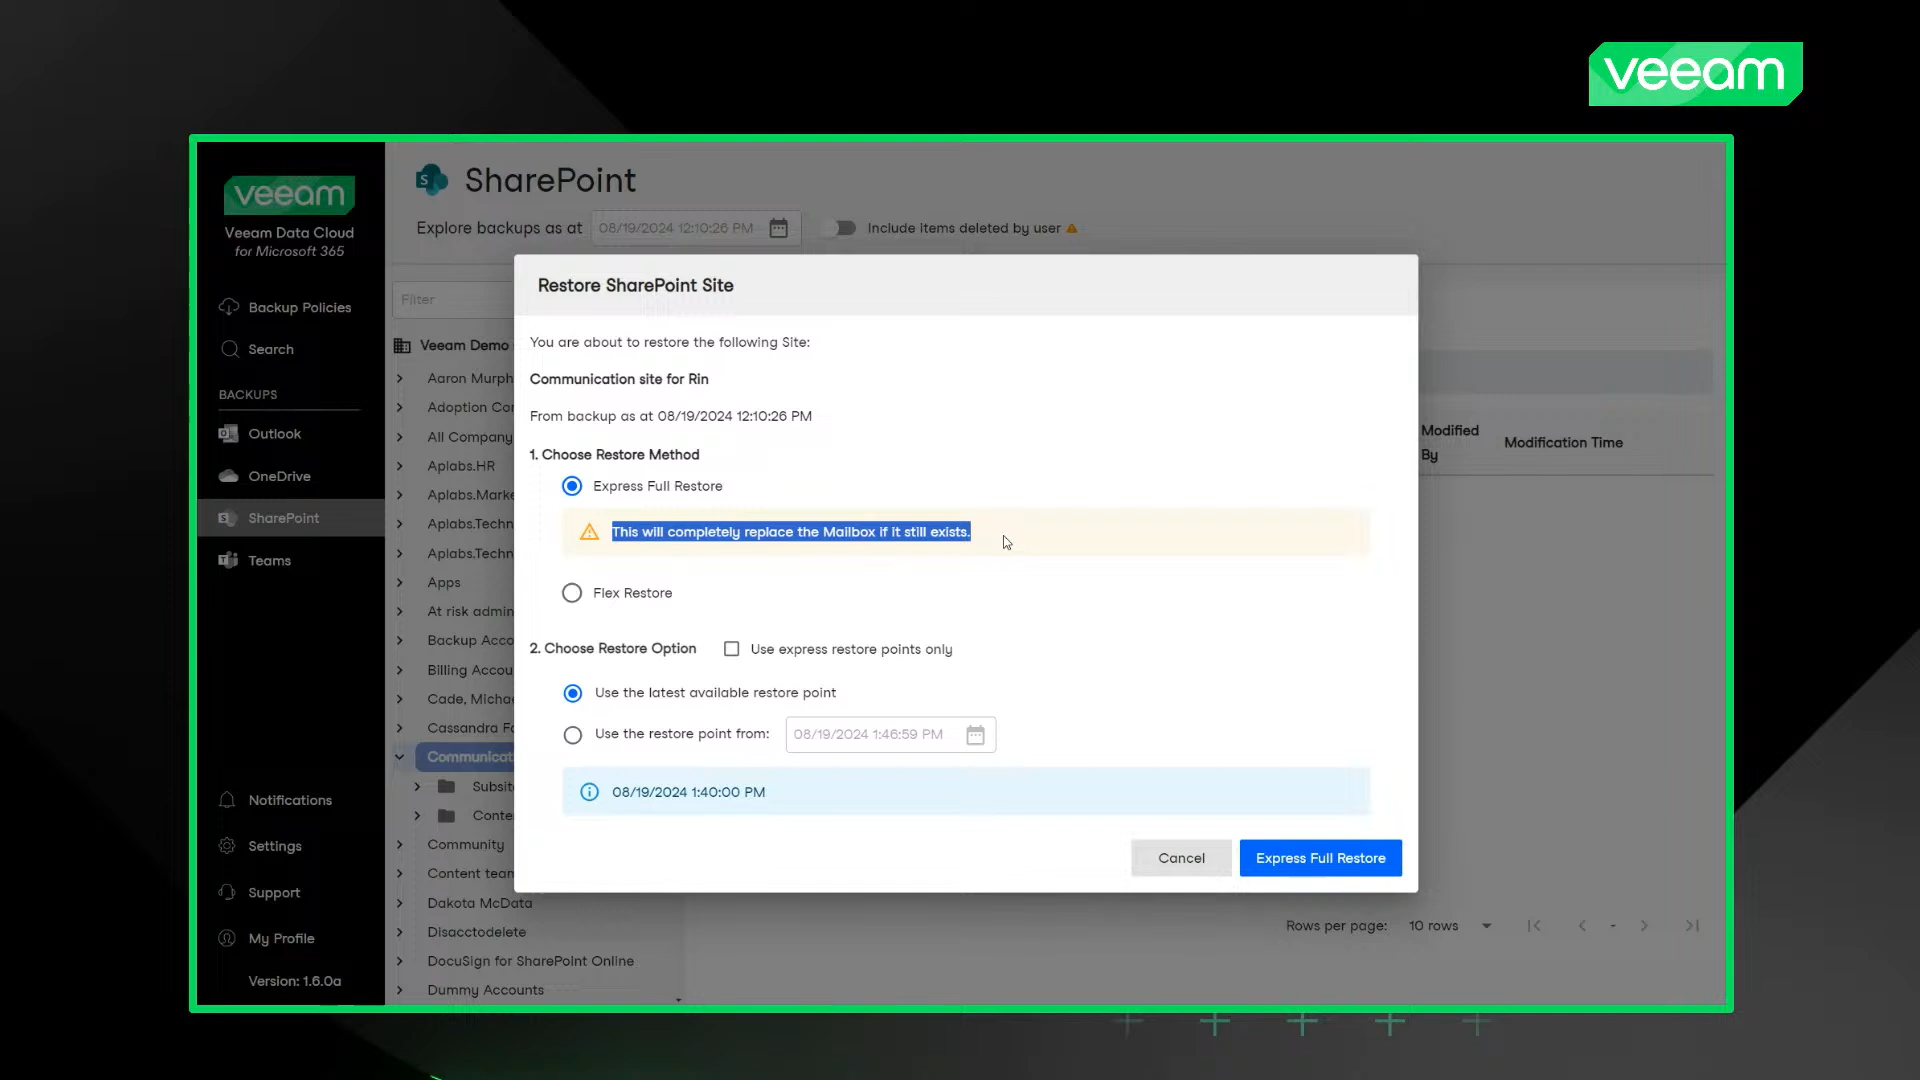 veeam
veeam
Veeam Data Cloud
for Microsoft 365
Backup Policies
Search
BACKUPS
Outlook
OneDrive
SharePoint
Teams
Notifications
Settings
Support
My Profile
Version: 1.6.0a
SharePoint
Explore backups as at 08/19/2024 12:10:26 PM Include items deleted by user
Filter
Veeam Demo
Aaron Murph
Adoption Cor
All Company
Aplabs.HR
Aplabs.Marke
Aplabs.Techn
Aplabs.Techn
Apps
At risk admin
Backup Acco
Billing Accou
Cade, Micha
Cassandra Fa
Communicat
Subsit
Conte
Community
Content team
Dakota McData
Disacctodelete
DocuSign for SharePoint Online
Dummy Accounts
Restore SharePoint Site
You are about to restore the following Site:
Communication site for Rin
From backup as at 08/19/2024 12:10:26 PM
1. Choose Restore Method
Express Full Restore
This will completely replace the Mailbox if it still exists.
Flex Restore
2. Choose Restore Option Use express restore points only
Use the latest available restore point
Use the restore point from: 08/19/2024 1:46:59 PM
08/19/2024 1:40:00 PM
Cancel Express Full Restore
Modified
By
Modification Time
Rows per page: 10 rows -